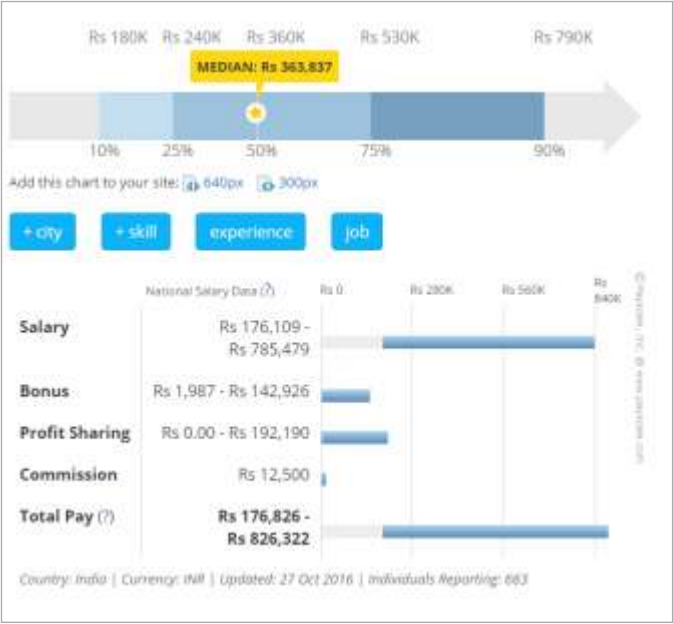 Rs 180K Rs 240K Rs 360K Rs 530K Rs 790K
MEDIAN: Rs 363,837
10% 25% 50% 75% 90%
Add this chart to your site: 640px 300px
+ city + skill experience job
National Salary Data (?) Rs 0 Rs 280K Rs 560K Rs 840K
Salary Rs 176,109 -
Rs 785,479
Bonus Rs 1,987 - Rs 142,926
Profit Sharing Rs 0.00 - Rs 192,190
Commission Rs 12,500
Total Pay (?) Rs 176,826 -
Rs 826,322
Country: India | Currency: INR | Updated: 27 Oct 2016 | Individuals Reporting: 663